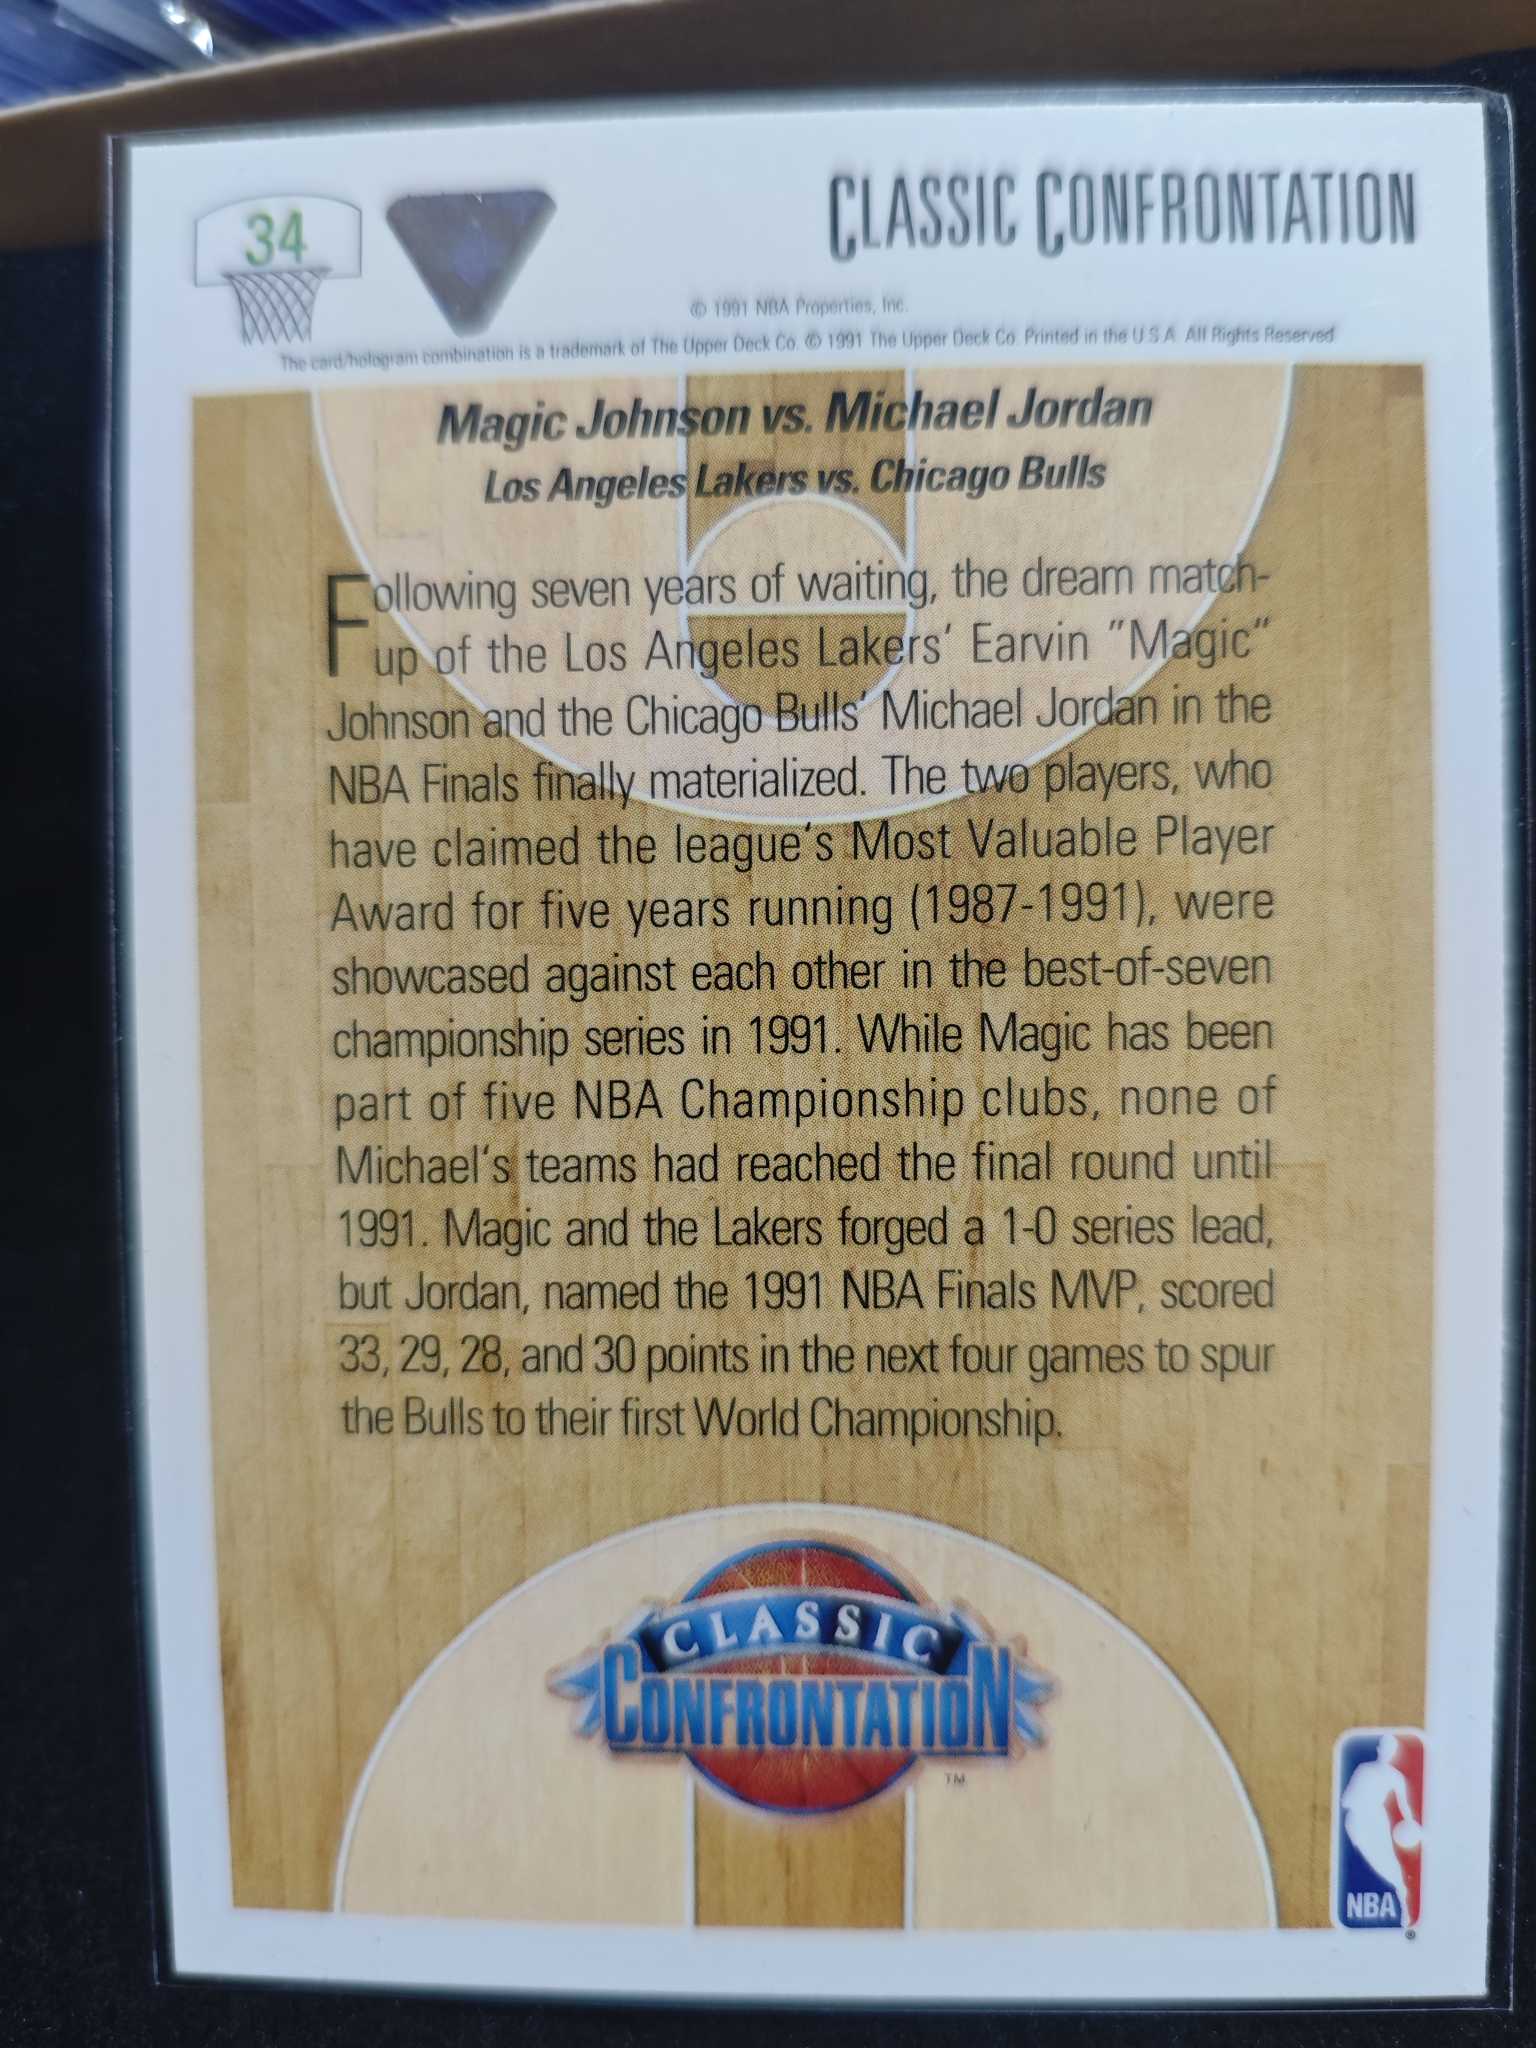 34
CLASSIC CONFRONTATION
© 1991 NBA Properties, Inc.
The card/hologram combination is a trademark of The Upper Deck Co. © 1991 The Upper Deck Co. Printed in the U.S.A. All Rights Reserved
Magic Johnson vs. Michael Jordan
Los Angeles Lakers vs. Chicago Bulls
Following seven years of waiting, the dream match-
up of the Los Angeles Lakers' Earvin "Magic"
Johnson and the Chicago Bulls' Michael Jordan in the
NBA Finals finally materialized. The two players, who
have claimed the league's Most Valuable Player
Award for five years running (1987-1991), were
showcased against each other in the best-of-seven
championship series in 1991. While Magic has been
part of five NBA Championship clubs, none of
Michael's teams had reached the final round until
1991. Magic and the Lakers forged a 1-0 series lead,
but Jordan, named the 1991 NBA Finals MVP, scored
33, 29, 28, and 30 points in the next four games to spur
the Bulls to their first World Championship.
CLASSIC
CONFRONTATION
TM
NBA
®